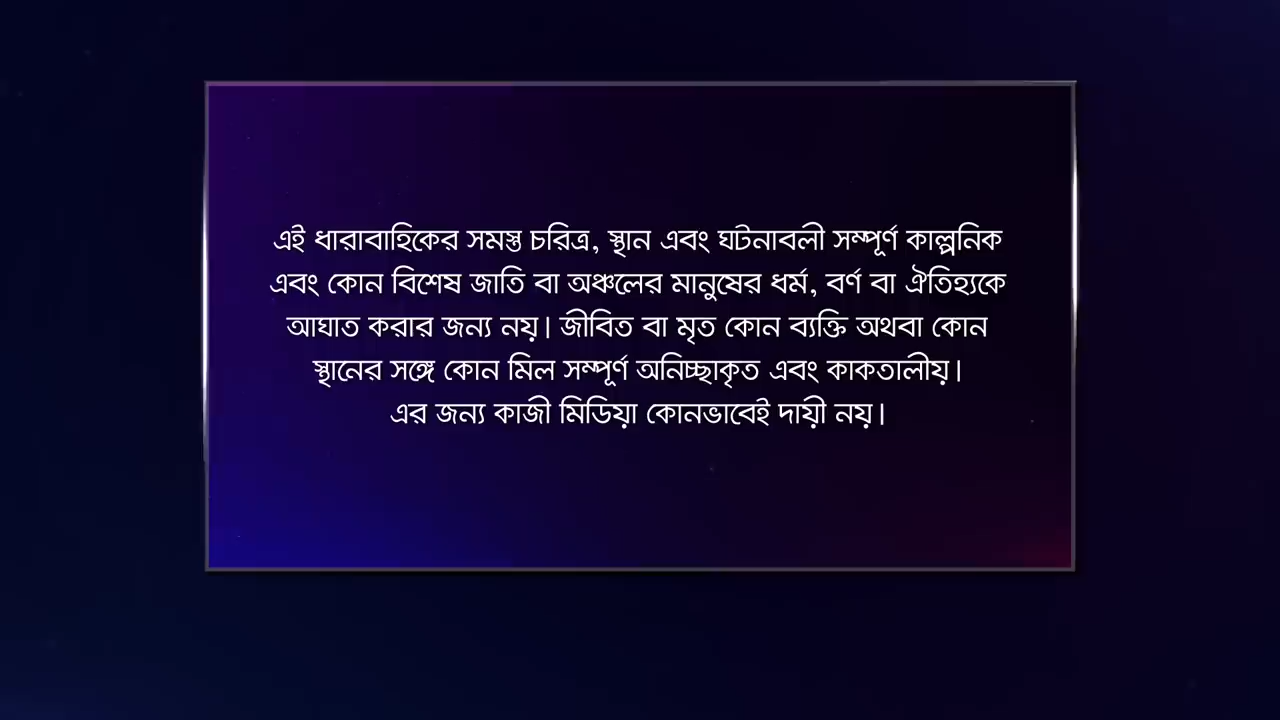 এই ধারাবাহিকের সমস্ত চরিত্র, স্থান এবং ঘটনাবলী সম্পূর্ণ কাল্পনিক
এবং কোন বিশেষ জাতি বা অঞ্চলের মানুষের ধর্ম, বর্ণ বা ঐতিহ্যকে
আঘাত করার জন্য নয়। জীবিত বা মৃত কোন ব্যক্তি অথবা কোন
স্থানের সঙ্গে কোন মিল সম্পূর্ণ অনিচ্ছাকৃত এবং কাকতালীয়।
এর জন্য কাজী মিডিয়া কোনভাবেই দায়ী নয়।